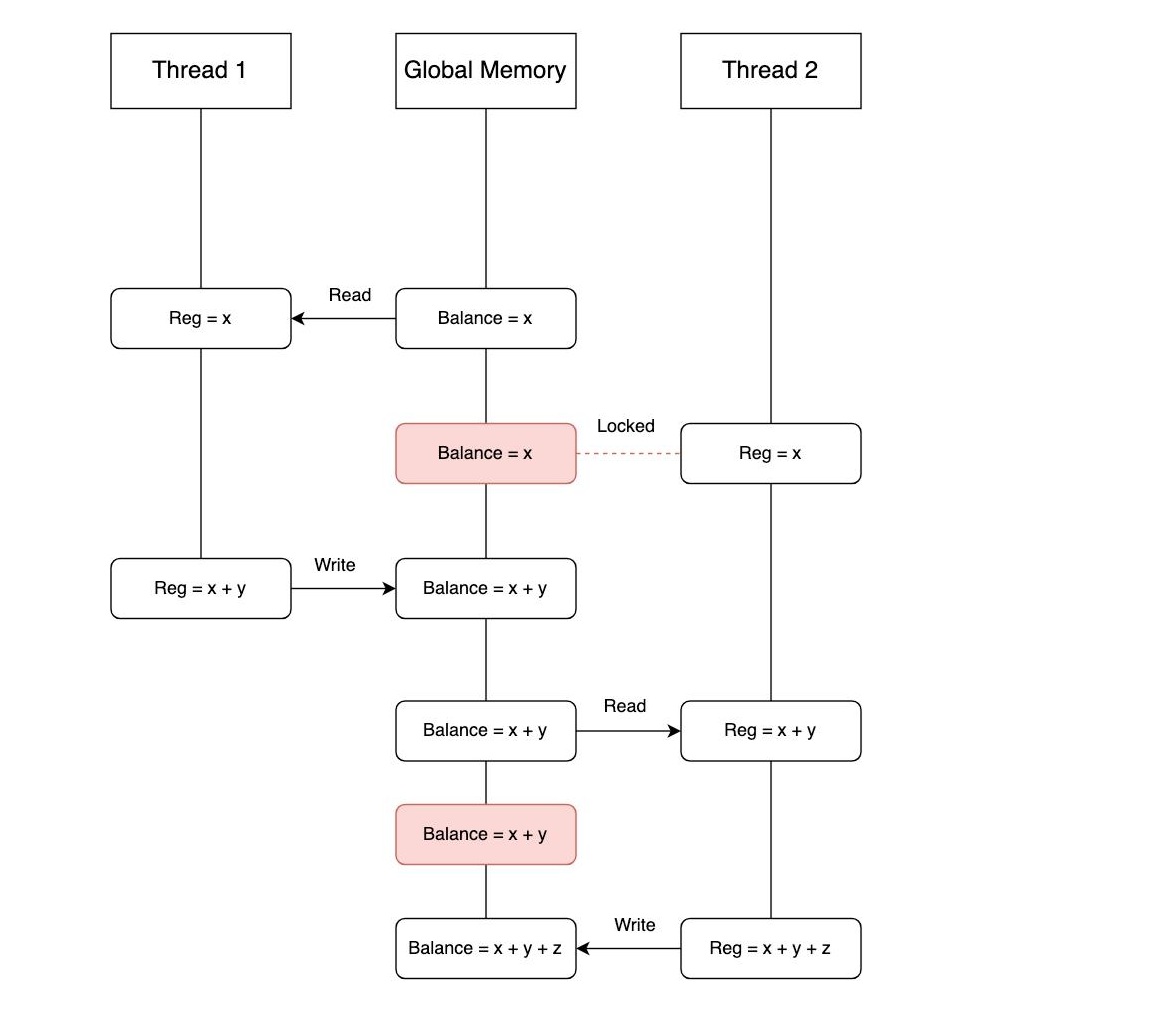 Thread 1
Global Memory
Thread 2
Read
Reg = x
Balance = x
Locked
Balance = x
Reg = x
Write
Reg = x + y
Balance = x + y
Read
Balance = x + y
Reg = x + y
Balance = x + y
Write
Balance = x + y + z
Reg = x + y + z